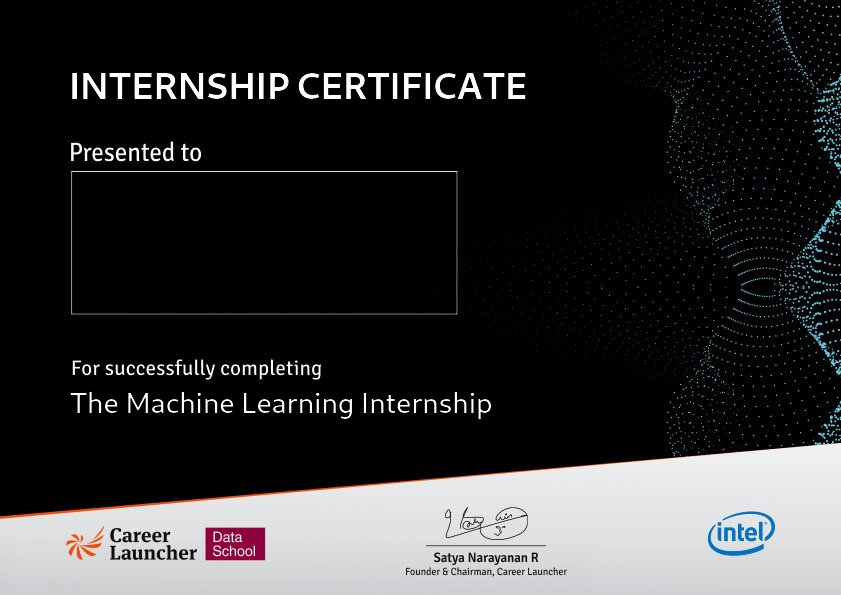 INTERNSHIP CERTIFICATE
Presented to
For successfully completing
The Machine Learning Internship
Career
Launcher
Data
School
Satya Narayanan R
Founder & Chairman, Career Launcher
intel